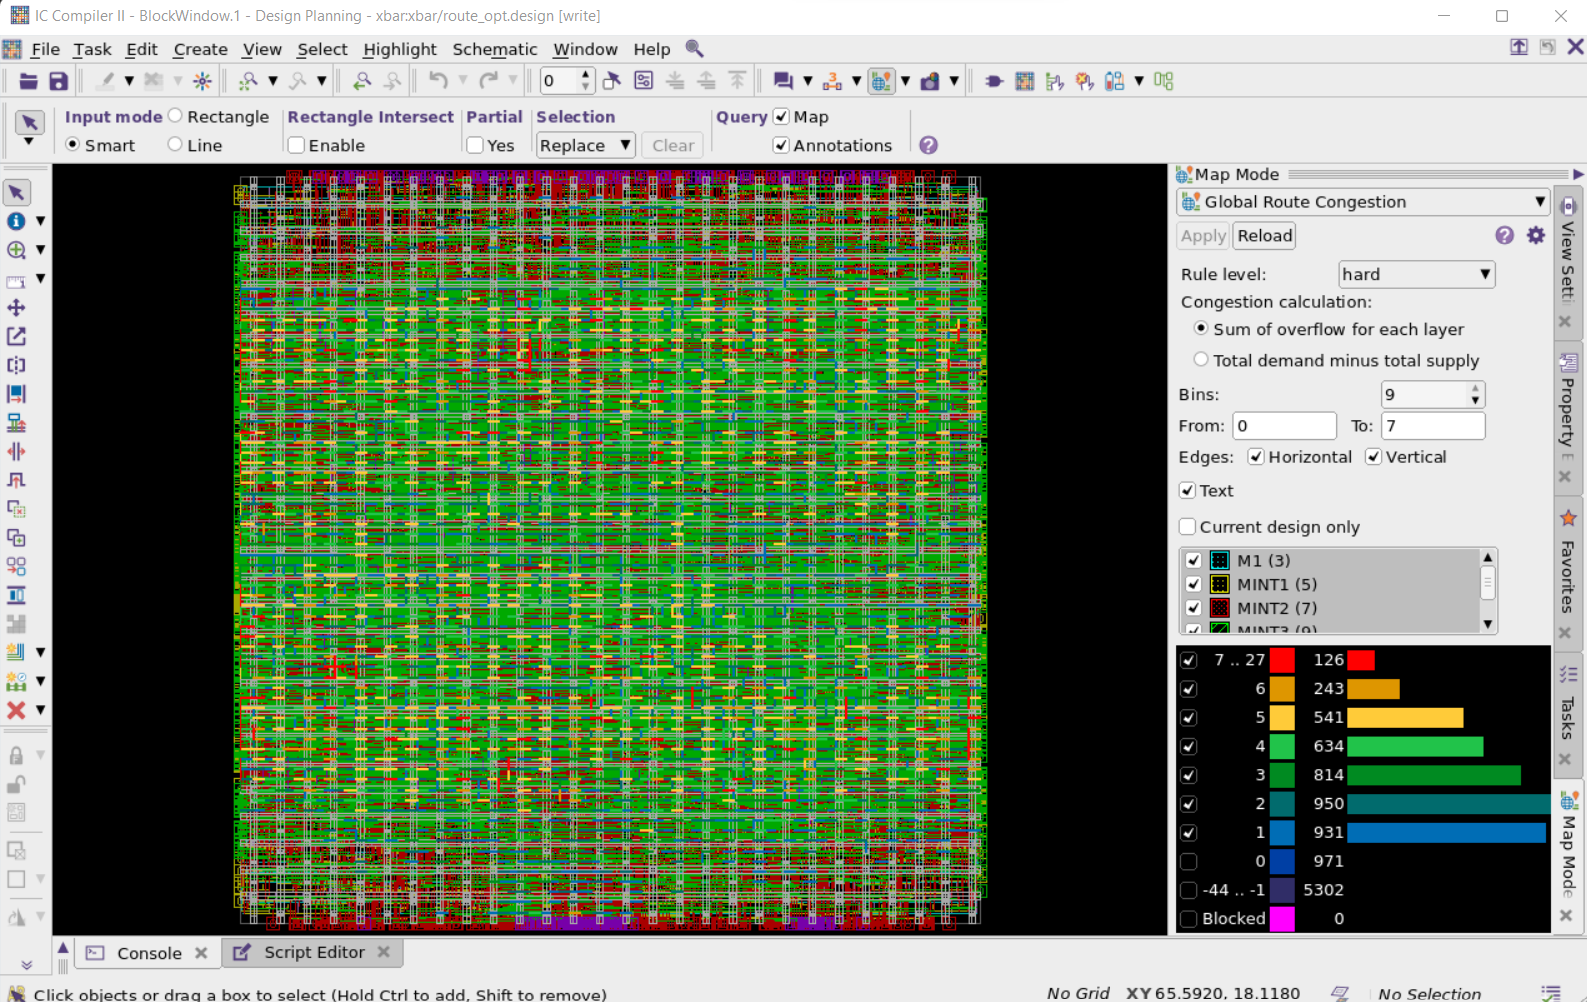 IC Compiler II - BlockWindow.1 - Design Planning - xbar:xbar/route_opt.design [write]
File Task Edit Create View Select Highlight Schematic Window Help
0
Input mode Rectangle Rectangle Intersect Partial Selection Query Map
Smart Line Enable Yes Replace Clear Annotations
Map Mode
Global Route Congestion
Apply Reload
Rule level: hard
Congestion calculation:
Sum of overflow for each layer
Total demand minus total supply
Bins: 9
From: 0 To: 7
Edges: Horizontal Vertical
Text
Current design only
M1 (3)
MINT1 (5)
MINT2 (7)
MINT3 (9)
7 .. 27 126
6 243
5 541
4 634
3 814
2 950
1 931
0 971
-44 .. -1 5302
Blocked 0
View Setti
Property E
Favorites
Tasks
Map Mode
Console Script Editor
Click objects or drag a box to select (Hold Ctrl to add, Shift to remove) No Grid XY 65.5920, 18.1180 No Selection